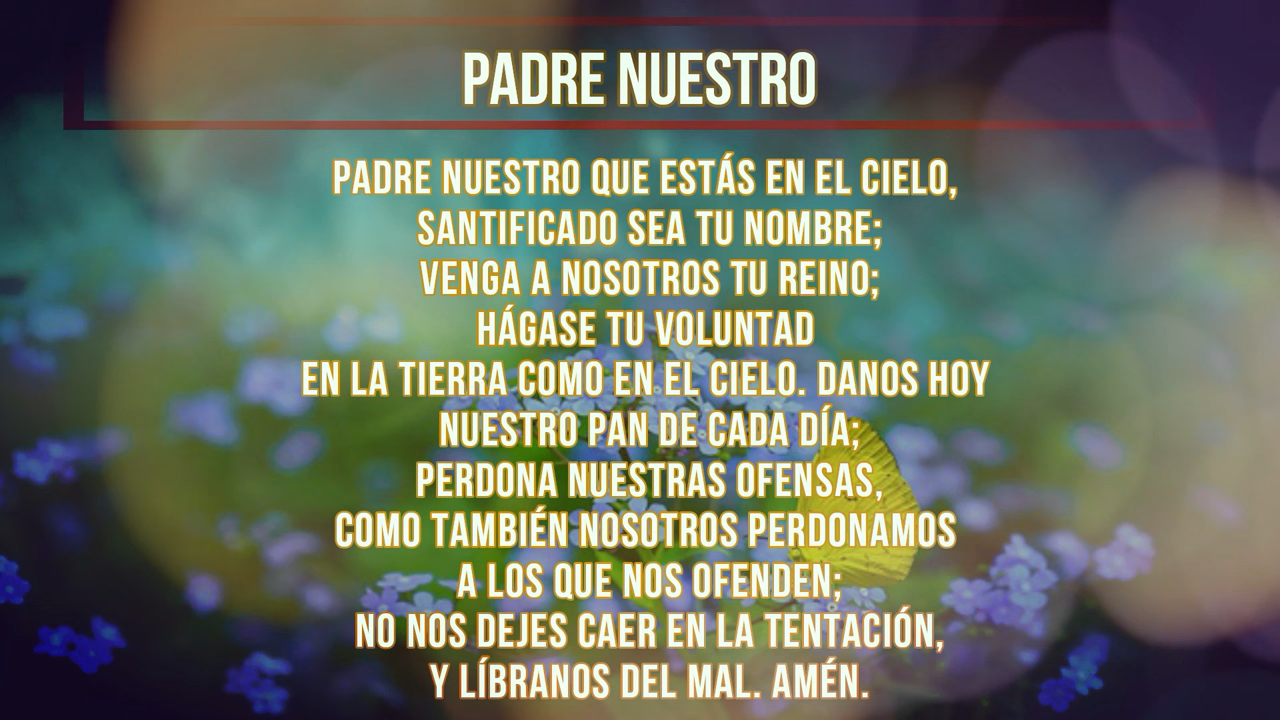 PADRE NUESTRO
PADRE NUESTRO QUE ESTÁS EN EL CIELO,
SANTIFICADO SEA TU NOMBRE;
VENGA A NOSOTROS TU REINO;
HÁGASE TU VOLUNTAD
EN LA TIERRA COMO EN EL CIELO. DANOS HOY
NUESTRO PAN DE CADA DÍA;
PERDONA NUESTRAS OFENSAS,
COMO TAMBIÉN NOSOTROS PERDONAMOS
A LOS QUE NOS OFENDEN;
NO NOS DEJES CAER EN LA TENTACIÓN,
Y LÍBRANOS DEL MAL. AMÉN.